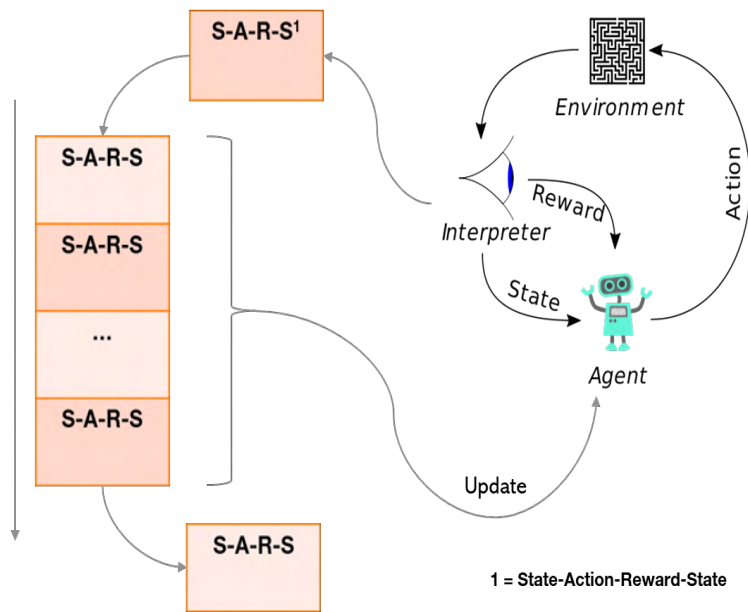 S-A-R-S¹
Environment
S-A-R-S
Reward
Action
Interpreter
S-A-R-S
State
...
Agent
S-A-R-S
Update
S-A-R-S
1 = State-Action-Reward-State